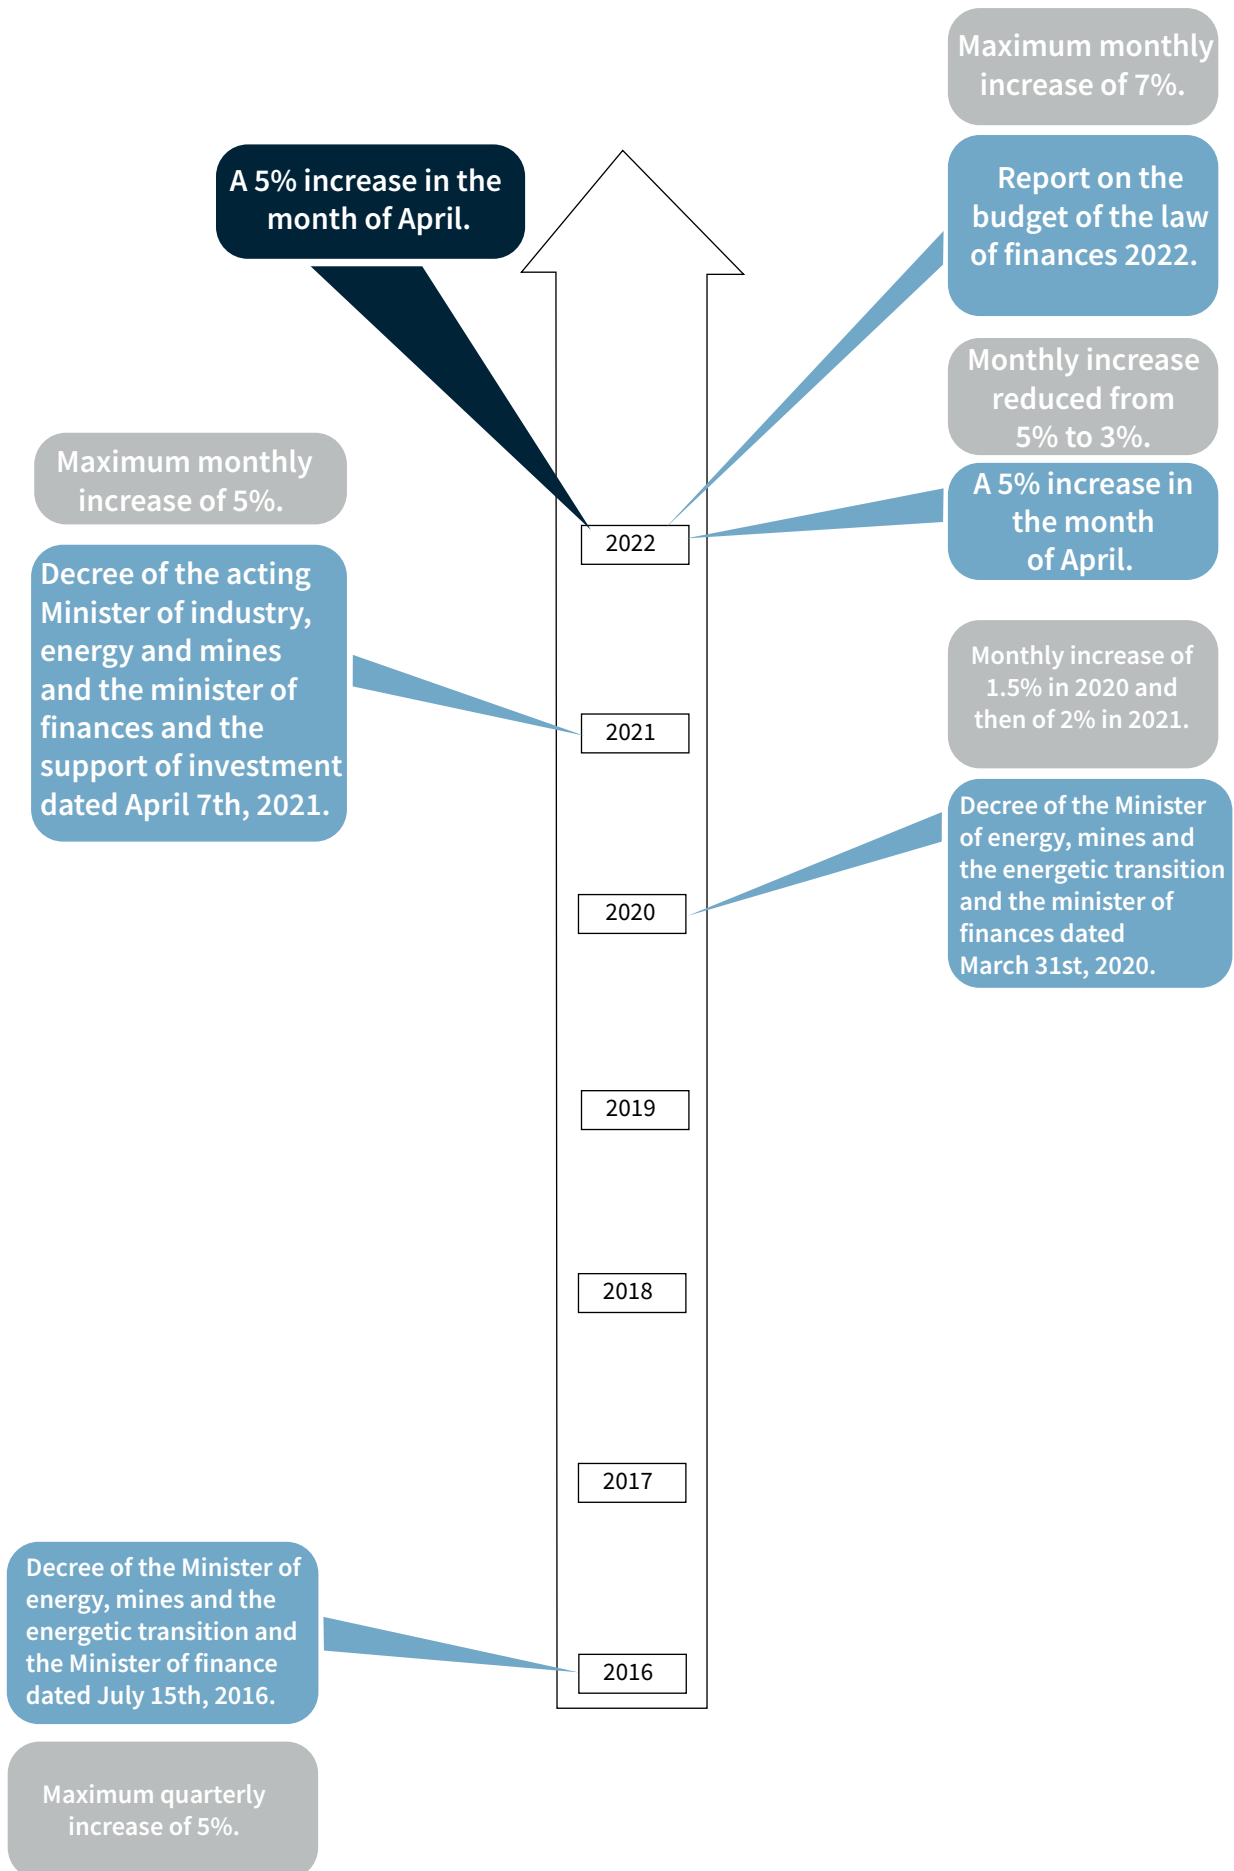 Maximum monthly
increase of 7%.
A 5% increase in the
month of April.
Report on the
budget of the law
of finances 2022.
Monthly increase
reduced from
5% to 3%.
Maximum monthly
increase of 5%.
A 5% increase in
the month
of April.
2022
Decree of the acting
Minister of industry,
energy and mines
and the minister of
finances and the
support of investment
dated April 7th, 2021.
Monthly increase of
1.5% in 2020 and
then of 2% in 2021.
2021
Decree of the Minister
of energy, mines and
the energetic transition
and the minister of
finances dated
March 31st, 2020.
2020
2019
2018
2017
Decree of the Minister of
energy, mines and the
energetic transition and
the Minister of finance
dated July 15th, 2016.
2016
Maximum quarterly
increase of 5%.